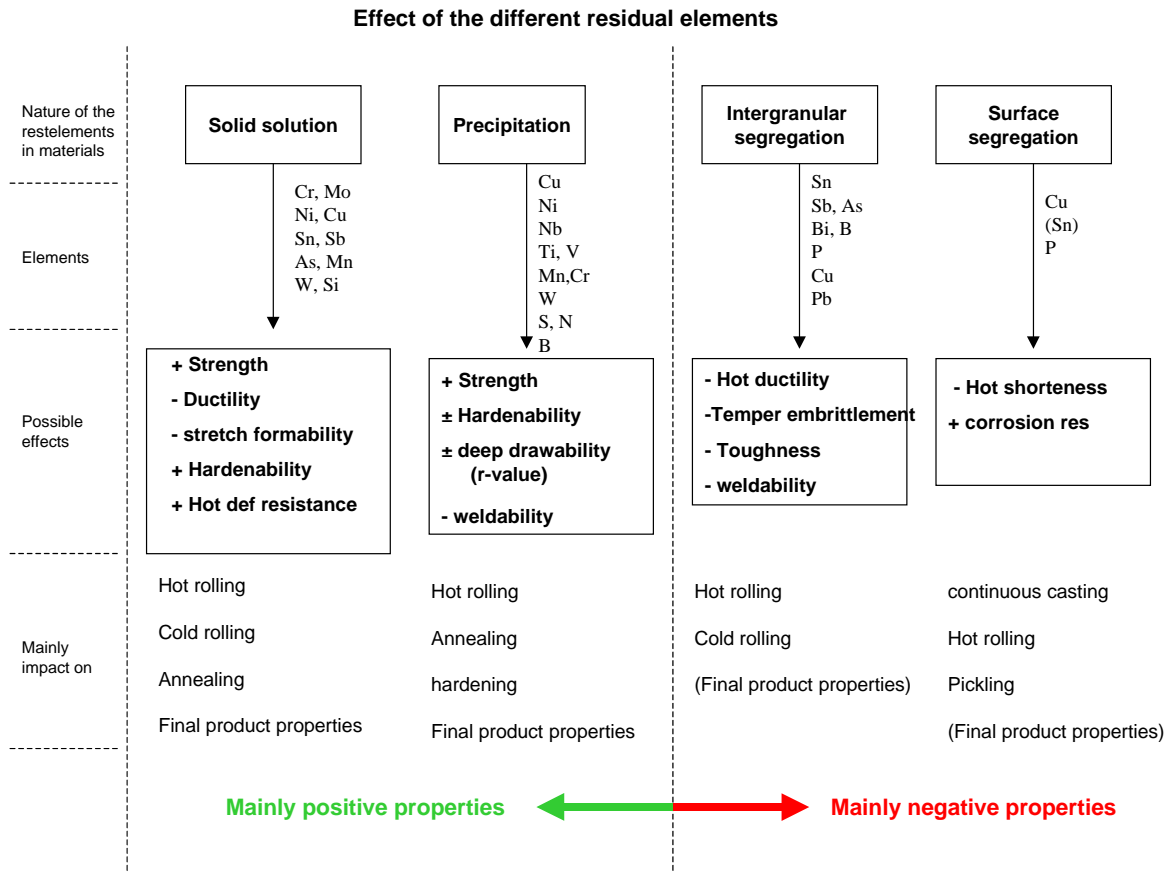 Effect of the different residual elements
Nature of the
restelements
in materials
Solid solution
Precipitation
Intergranular
segregation
Surface
segregation
Elements
Cr, Mo
Ni, Cu
Sn, Sb
As, Mn
W, Si
Cu
Ni
Nb
Ti, V
Mn,Cr
W
S, N
B
Sn
Sb, As
Bi, B
P
Cu
Pb
Cu
(Sn)
P
Possible
effects
+ Strength
- Ductility
- stretch formability
+ Hardenability
+ Hot def resistance
+ Strength
± Hardenability
± deep drawability
(r-value)
- weldability
- Hot ductility
-Temper embrittlement
- Toughness
- weldability
- Hot shorteness
+ corrosion res
Mainly
impact on
Hot rolling
Cold rolling
Annealing
Final product properties
Hot rolling
Annealing
hardening
Final product properties
Hot rolling
Cold rolling
(Final product properties)
continuous casting
Hot rolling
Pickling
(Final product properties)
Mainly positive properties
Mainly negative properties